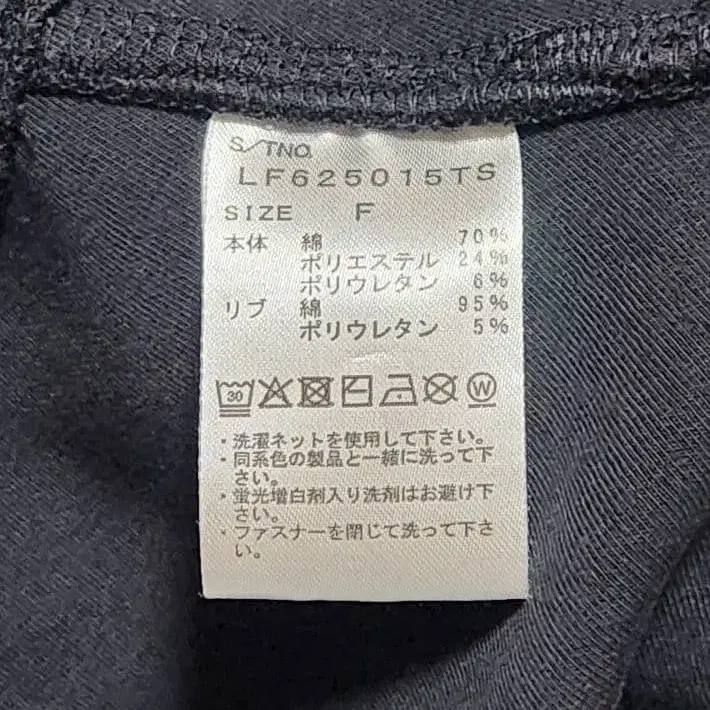 S/TNO.
LF625015TS
SIZE F
本体 綿 70%
ポリエステル 24%
ポリウレタン 6%
リブ 綿 95%
ポリウレタン 5%
30 W
・洗濯ネットを使用して下さい。
・同系色の製品と一緒に洗って下
さい。
・蛍光増白剤入り洗剤はお避け下
さい。
・ファスナーを閉じて洗って下さ
い。